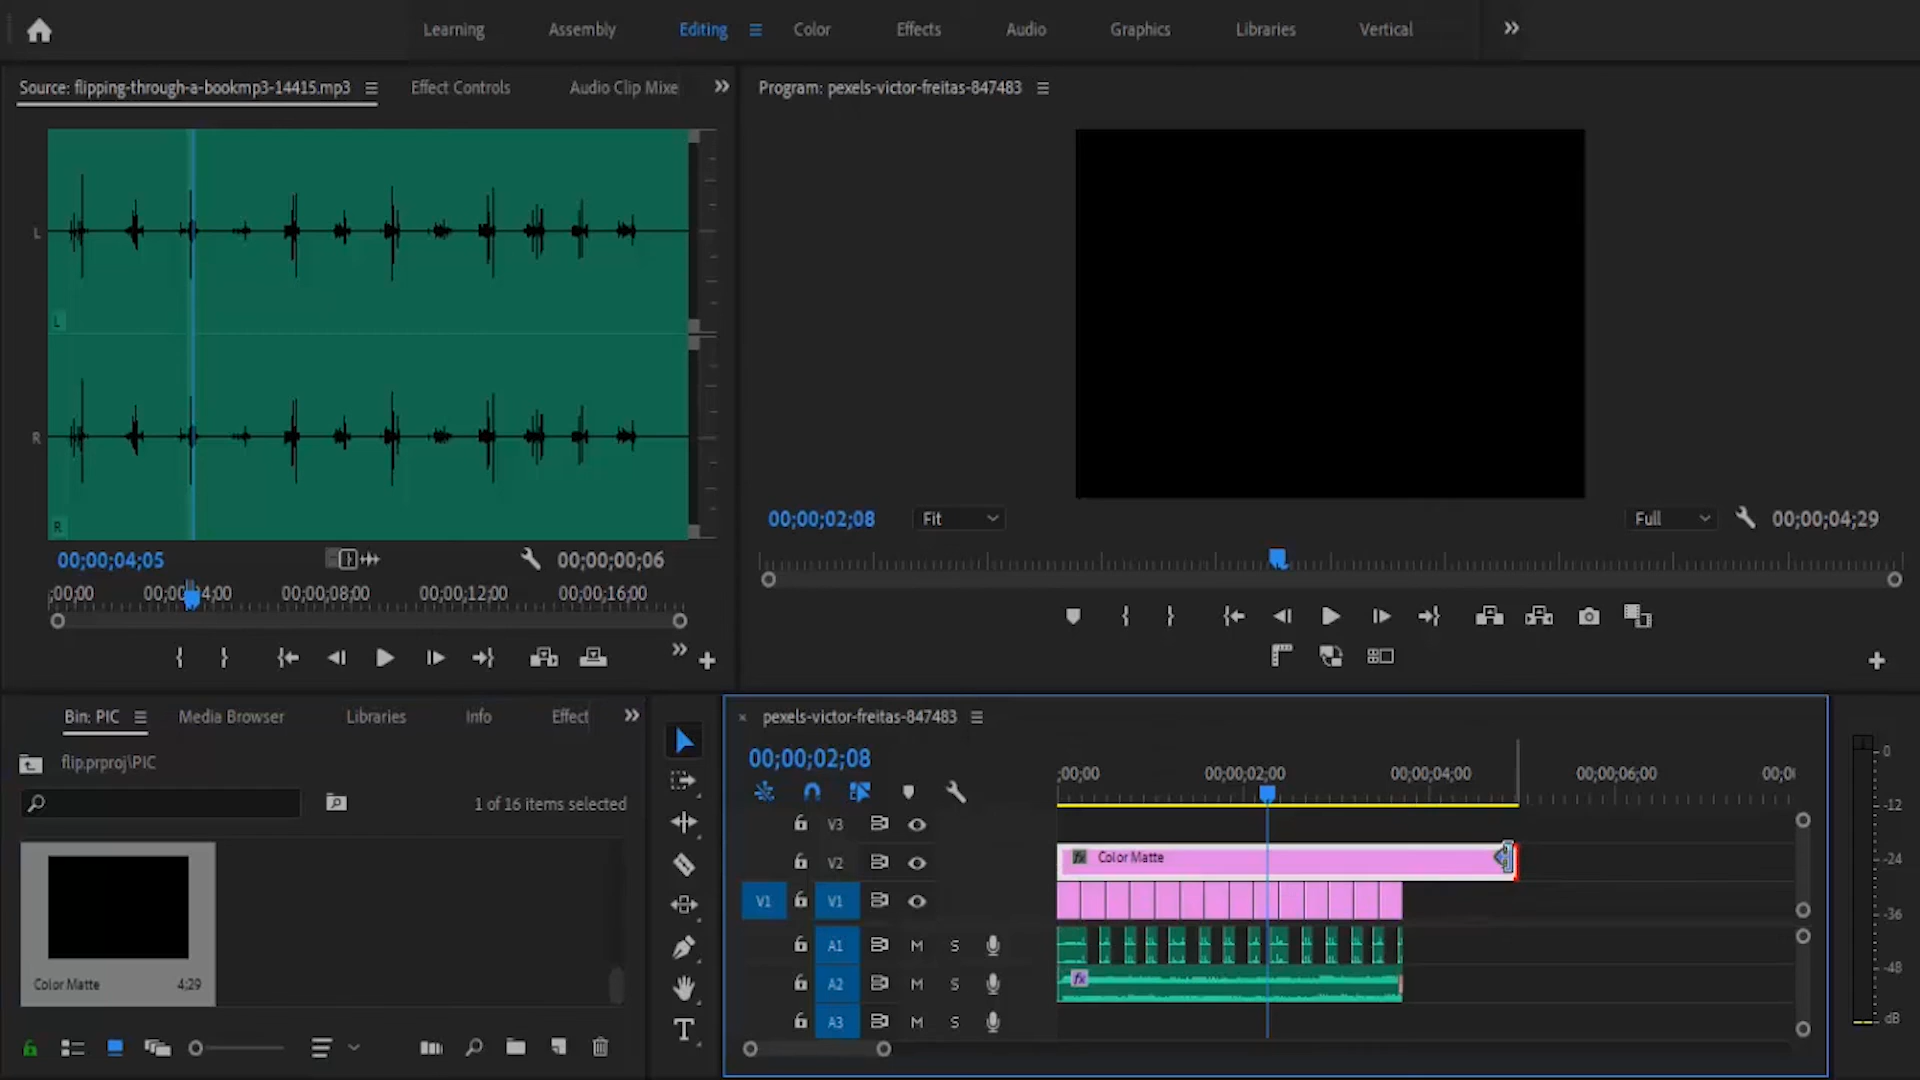 Learning Assembly Editing Color Effects Audio Graphics Libraries Vertical
Source: flipping-through-a-bookmp3-14415.mp3 Effect Controls Audio Clip Mixe
Program: pexels-victor-freitas-847483
L
L
R
R
00;00;04;05 00;00;00;06
;00;00 00;00;04;00 00;00;08;00 00;00;12;00 00;00;16;00
00;00;02;08 Fit Full 00;00;04;29
Bin: PIC Media Browser Libraries Info Effect
flip.prproj\PIC
1 of 16 items selected
Color Matte 4:29
pexels-victor-freitas-847483
00;00;02;08
;00;00 00;00;02;00 00;00;04;00 00;00;06;00 00;0
V3
V2 fx Color Matte
V1 V1
A1 M S
A2 M S fx
A3 M S
T
0
-12
-24
-36
-48
dB